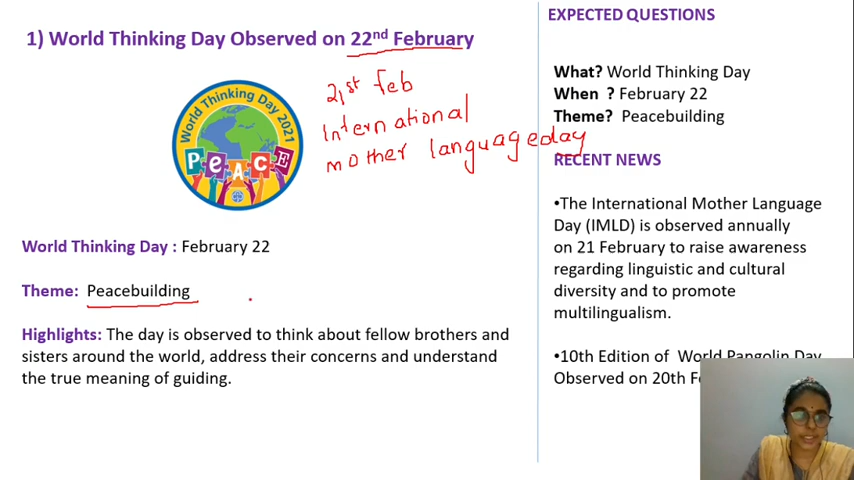 1) World Thinking Day Observed on 22nd February
21st feb
International
mother language day
World Thinking Day 2021
PEACE
World Thinking Day : February 22
Theme: Peacebuilding
Highlights: The day is observed to think about fellow brothers and
sisters around the world, address their concerns and understand
the true meaning of guiding.
EXPECTED QUESTIONS
What? World Thinking Day
When ? February 22
Theme? Peacebuilding
RECENT NEWS
•The International Mother Language
Day (IMLD) is observed annually
on 21 February to raise awareness
regarding linguistic and cultural
diversity and to promote
multilingualism.
•10th Edition of World Pangolin Day
Observed on 20th